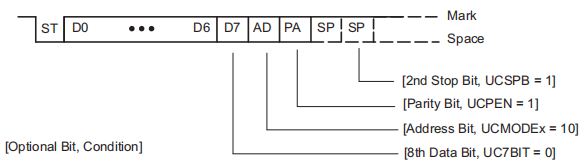 Mark
ST D0 ••• D6 D7 AD PA SP SP
Space
[2nd Stop Bit, UCSPB = 1]
[Parity Bit, UCPEN = 1]
[Address Bit, UCMODEx = 10]
[Optional Bit, Condition]
[8th Data Bit, UC7BIT = 0]